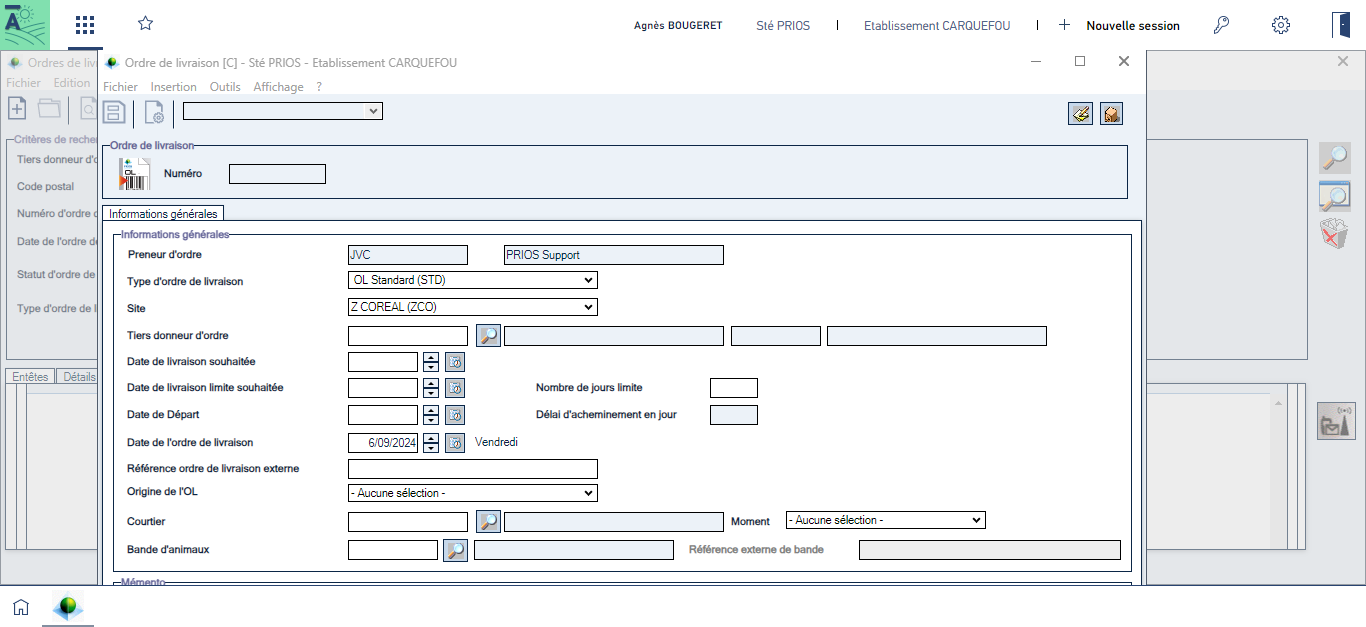 Agnès BOUGERET Sté PRIOS Etablissement CARQUEFOU Nouvelle session
Ordres de liv
Ordre de livraison [C] - Sté PRIOS - Etablissement CARQUEFOU
Fichier Edition
Fichier Insertion Outils Affichage ?
Critères de reche
Ordre de livraison
Tiers donneur d'o
OL
Numéro
Code postal
Numéro d'ordre d
Informations générales
Informations générales
Date de l'ordre de
Preneur d'ordre JVC PRIOS Support
Statut d'ordre de
Type d'ordre de livraison OL Standard (STD)
Type d'ordre de l
Site Z COREAL (ZCO)
Tiers donneur d'ordre
Date de livraison souhaitée
Entêtes Détails
Date de livraison limite souhaitée Nombre de jours limite
Date de Départ Délai d'acheminement en jour
Date de l'ordre de livraison 6/09/2024 Vendredi
Référence ordre de livraison externe
Origine de l'OL - Aucune sélection -
Courtier Moment - Aucune sélection -
Bande d'animaux Référence externe de bande
Mémento